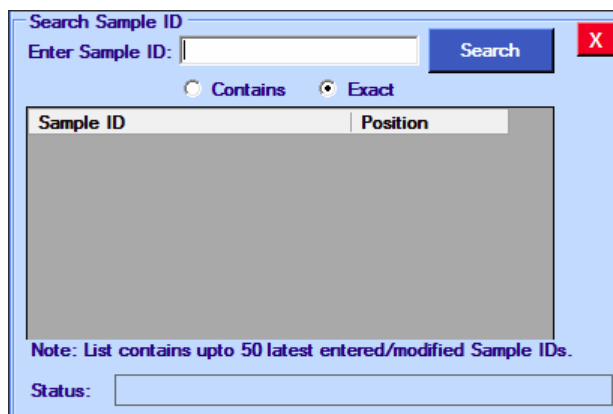 Search Sample ID
Enter Sample ID: Search X
Contains Exact
Sample ID Position
Note: List contains upto 50 latest entered/modified Sample IDs.
Status: